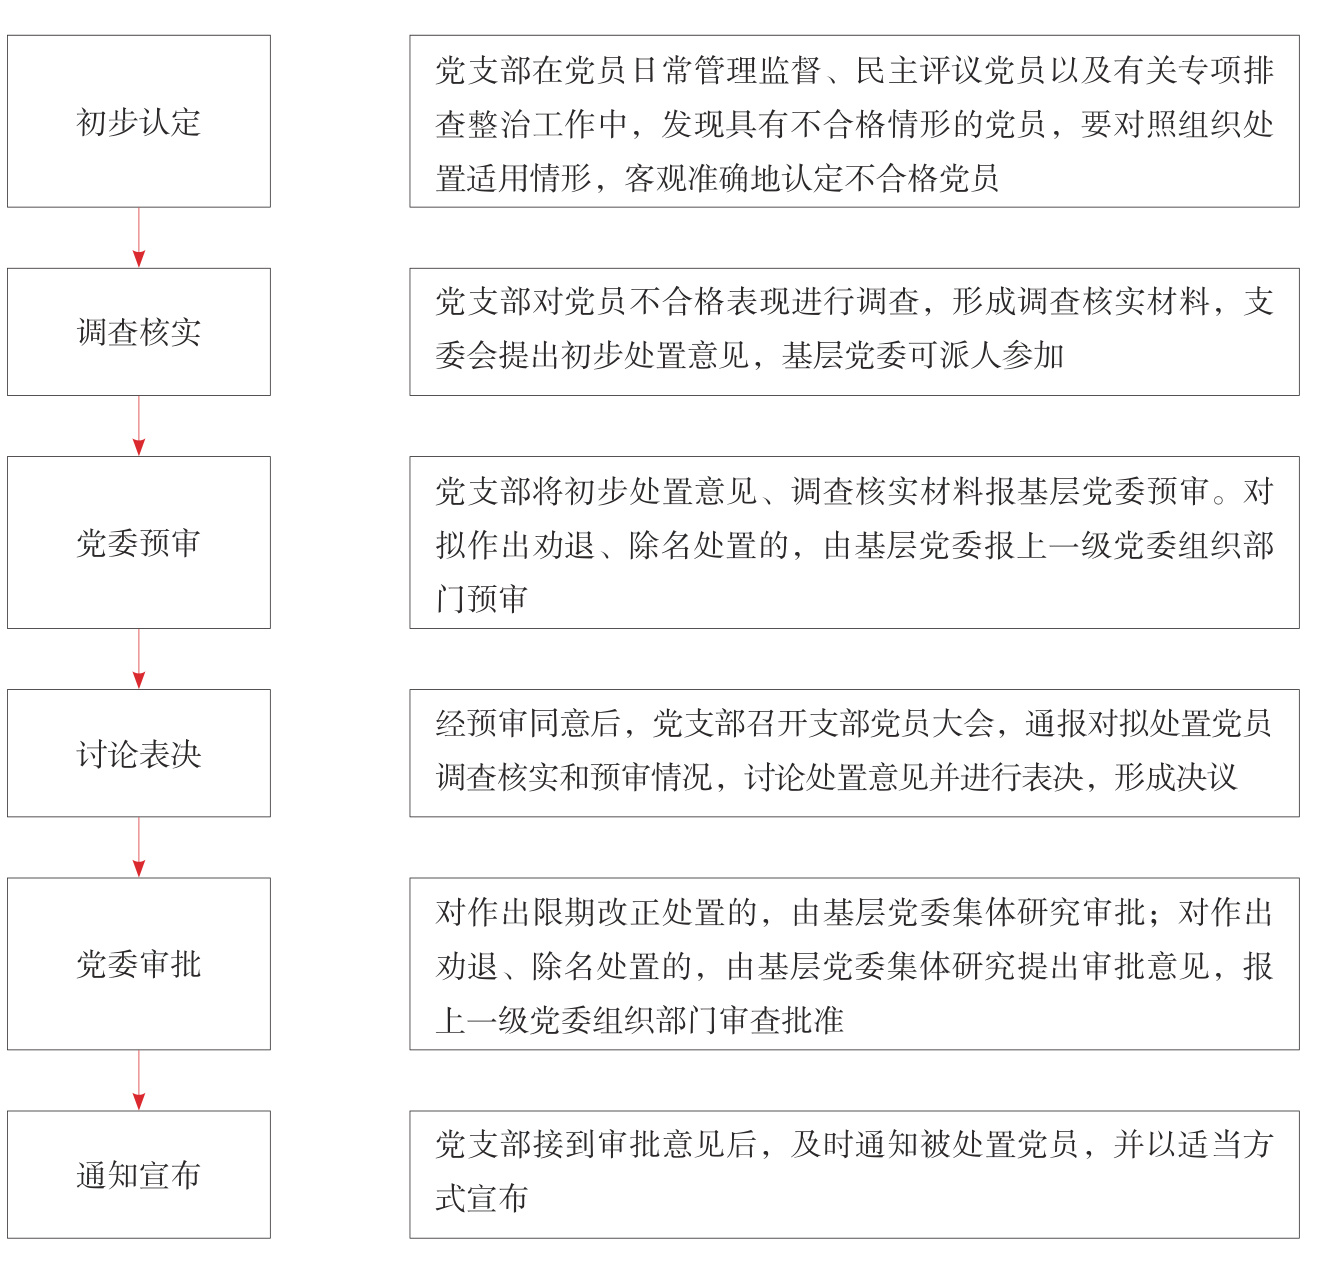 初步认定
党支部在党员日常管理监督、民主评议党员以及有关专项排
查整治工作中，发现具有不合格情形的党员，要对照组织处
置适用情形，客观准确地认定不合格党员
调查核实
党支部对党员不合格表现进行调查，形成调查核实材料，支
委会提出初步处置意见，基层党委可派人参加
党委预审
党支部将初步处置意见、调查核实材料报基层党委预审。对
拟作出劝退、除名处置的，由基层党委报上一级党委组织部
门预审
讨论表决
经预审同意后，党支部召开支部党员大会，通报对拟处置党员
调查核实和预审情况，讨论处置意见并进行表决，形成决议
党委审批
对作出限期改正处置的，由基层党委集体研究审批；对作出
劝退、除名处置的，由基层党委集体研究提出审批意见，报
上一级党委组织部门审查批准
通知宣布
党支部接到审批意见后，及时通知被处置党员，并以适当方
式宣布